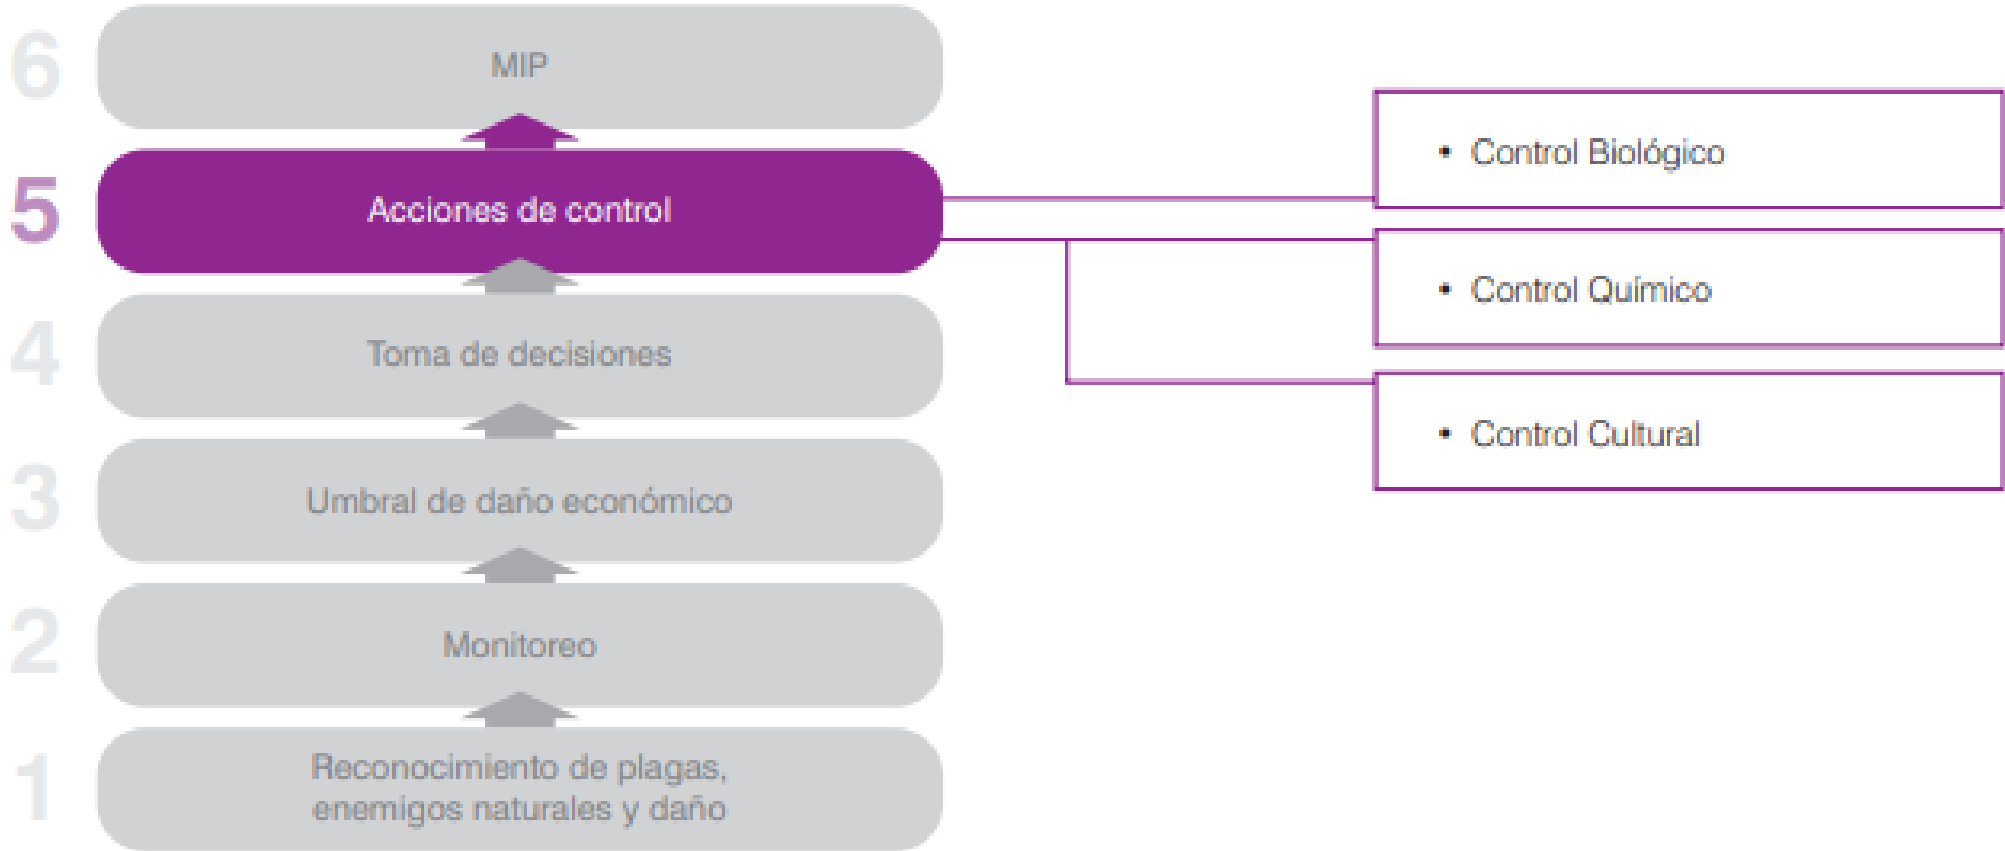 6
MIP
5
Acciones de control
4
Toma de decisiones
3
Umbral de daño económico
2
Monitoreo
1
Reconocimiento de plagas,
enemigos naturales y daño
• Control Biológico
• Control Químico
• Control Cultural